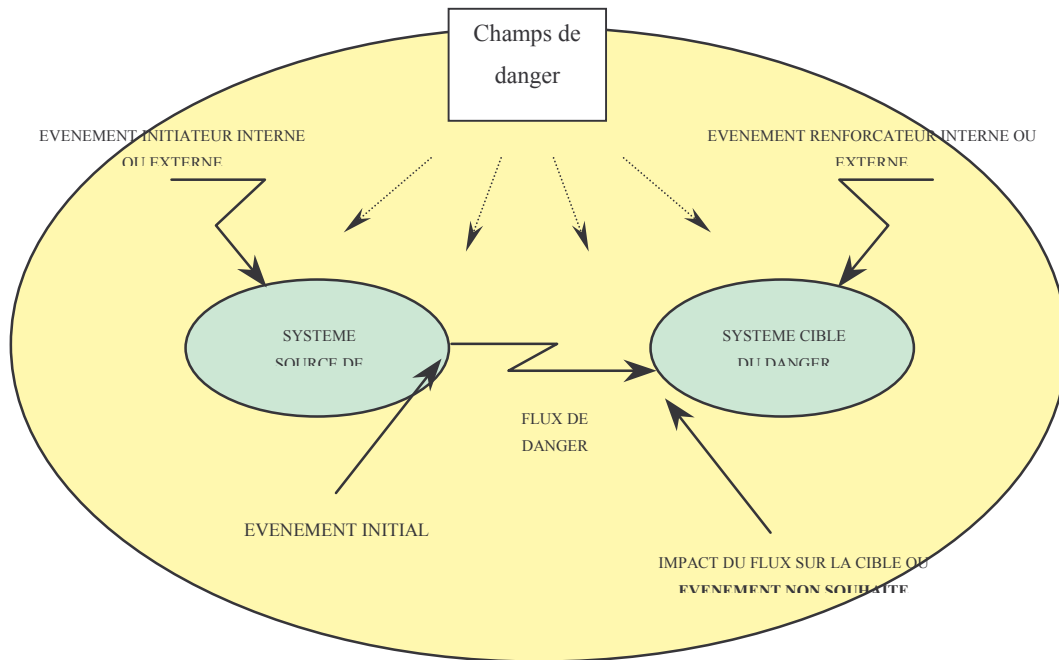 Champs de
danger
EVENEMENT INITIATEUR INTERNE
OU EXTERNE
EVENEMENT RENFORCATEUR INTERNE OU
EXTERNE
SYSTEME
SOURCE DE
SYSTEME CIBLE
DU DANGER
FLUX DE
DANGER
EVENEMENT INITIAL
IMPACT DU FLUX SUR LA CIBLE OU
EVENEMENT NON SOUHAITE